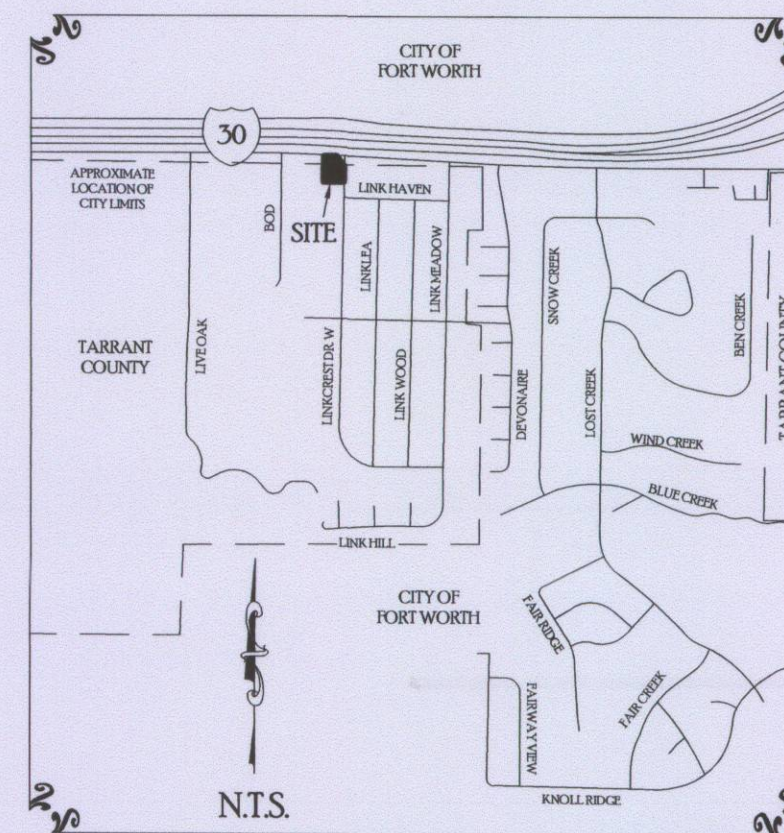 CITY OF
FORT WORTH
30
APPROXIMATE
LOCATION OF
CITY LIMITS
LINK HAVEN
BOD
SITE
LINKLEA
LINK MEADOW
SNOW CREEK
BEN CREEK
TARRANT COUNTY
TARRANT
COUNTY
LIVE OAK
LINKCREST DR W
LINK WOOD
DEVONAIRE
LOST CREEK
WIND CREEK
BLUE CREEK
LINK HILL
CITY OF
FORT WORTH
FAIR RIDGE
FAIRWAY VIEW
FAIR CREEK
N.T.S.
KNOLL RIDGE